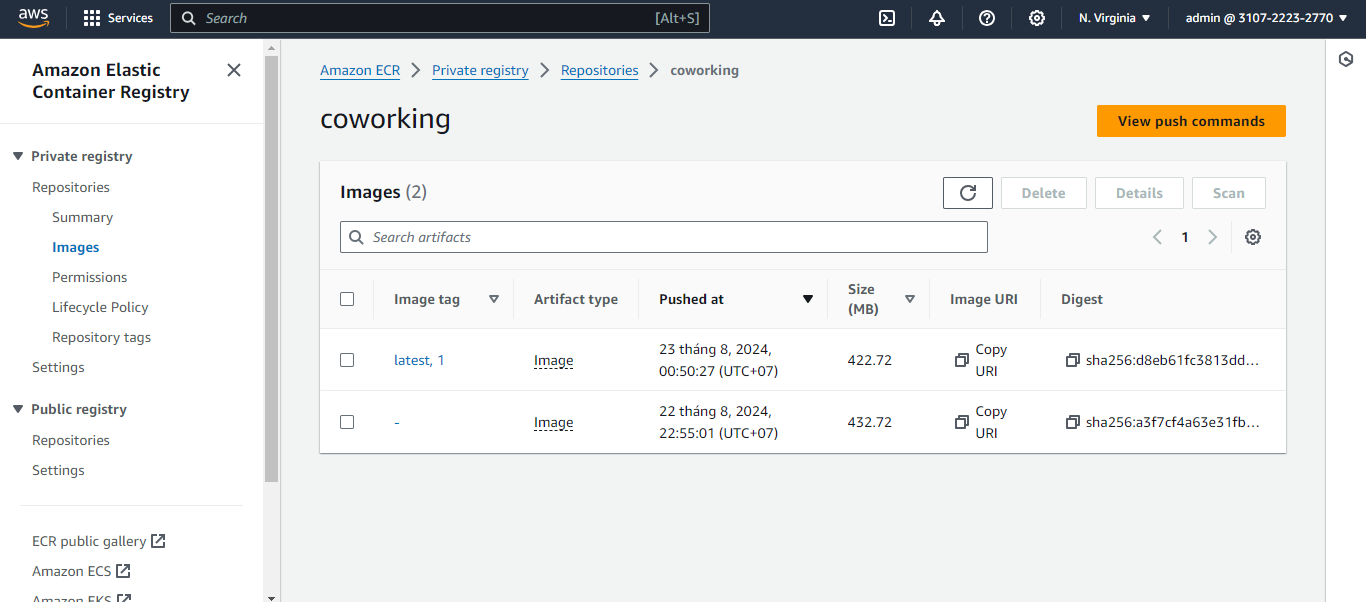 aws
Services
Search
[Alt+S]
N. Virginia
admin @ 3107-2223-2770
Amazon Elastic
Container Registry
Private registry
Repositories
Summary
Images
Permissions
Lifecycle Policy
Repository tags
Settings
Public registry
Repositories
Settings
ECR public gallery
Amazon ECS
Amazon EKS
Amazon ECR
Private registry
Repositories
coworking
coworking
View push commands
Images (2)
Delete
Details
Scan
Search artifacts
1
Image tag
Artifact type
Pushed at
Size
(MB)
Image URI
Digest
latest, 1
Image
23 tháng 8, 2024,
00:50:27 (UTC+07)
422.72
Copy
URI
sha256:d8eb61fc3813dd...
-
Image
22 tháng 8, 2024,
22:55:01 (UTC+07)
432.72
Copy
URI
sha256:a3f7cf4a63e31fb...